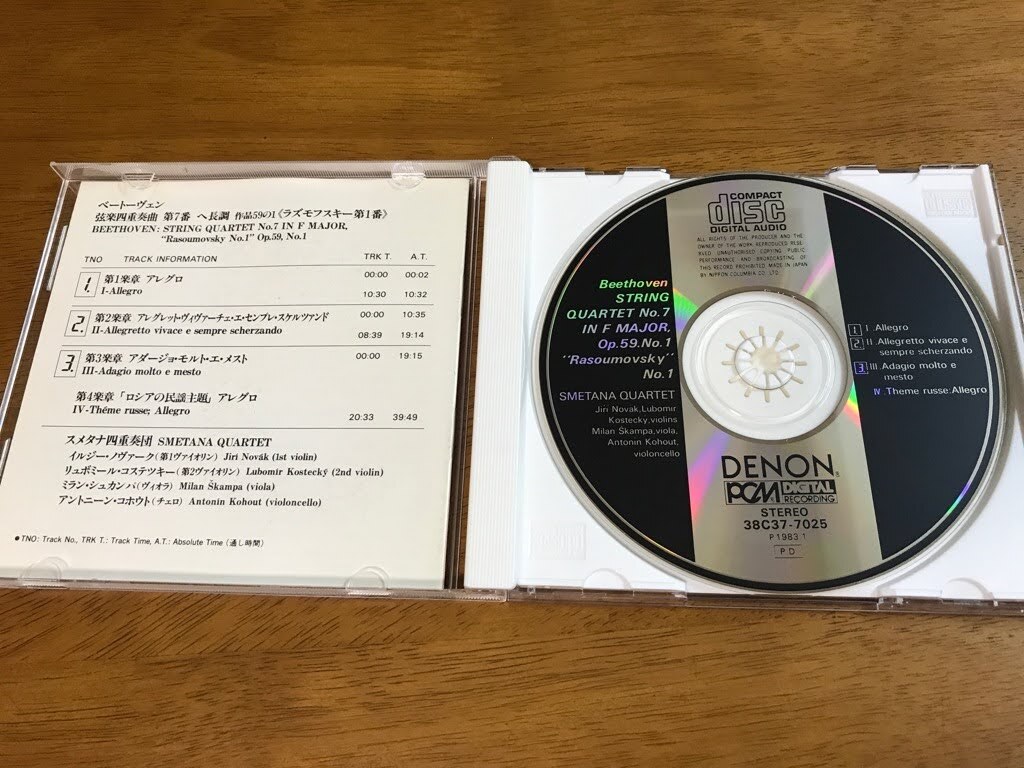 ベートーヴェン
弦楽四重奏曲 第7番 ヘ長調 作品59の1《ラズモフスキー第1番》
BEETHOVEN: STRING QUARTET No.7 IN F MAJOR,
“Rasoumovsky No.1” Op.59, No.1
TNO TRACK INFORMATION TRK T. A.T.
1. 第1楽章 アレグロ 00:00 00:02
I-Allegro 10:30 10:32
2. 第2楽章 アレグレット・ヴィヴァーチェ・エ・センプレ・スケルツァンド 00:00 10:35
II-Allegretto vivace e sempre scherzando 08:39 19:14
3. 第3楽章 アダージョ・モルト・エ・メスト 00:00 19:15
III-Adagio molto e mesto
第4楽章「ロシアの民謡主題」アレグロ
IV-Théme russe; Allegro 20:33 39:49
スメタナ四重奏団 SMETANA QUARTET
イルジー・ノヴァーク(第1ヴァイオリン) Jiří Novák (1st violin)
リュボミール・コステツキー(第2ヴァイオリン) Lubomír Kostecký (2nd violin)
ミラン・シュカンパ(ヴィオラ) Milan Škampa (viola)
アントニーン・コホウト(チェロ) Antonín Kohout (violoncello)
●TNO: Track No., TRK T.: Track Time, A.T.: Absolute Time (通し時間)
COMPACT
disc
DIGITAL AUDIO
ALL RIGHTS OF THE PRODUCER AND THE
OWNER OF THE WORK REPRODUCED RESE
RVED UNAUTHORISED COPYING PUBLIC
PERFORMANCE AND BROADCASTING OF
THIS RECORD PROHIBITED MADE IN JAPAN
BY NIPPON COLUMBIA CO. LTD.
Beethoven
STRING
QUARTET No.7
IN F MAJOR,
Op.59.No.1
“Rasoumovsky”
No.1
SMETANA QUARTET
Jiri Novak,Lubomir
Kostecky,violins
Milan Skampa,viola,
Antonin Kohout,
violoncello
1 I.Allegro
2 II.Allegretto vivace e
sempre scherzando
3 III.Adagio molto e
mesto
IV.Theme russe:Allegro
DENON
PCM DIGITAL
RECORDING
STEREO
38C37-7025
P 1983 1
PD